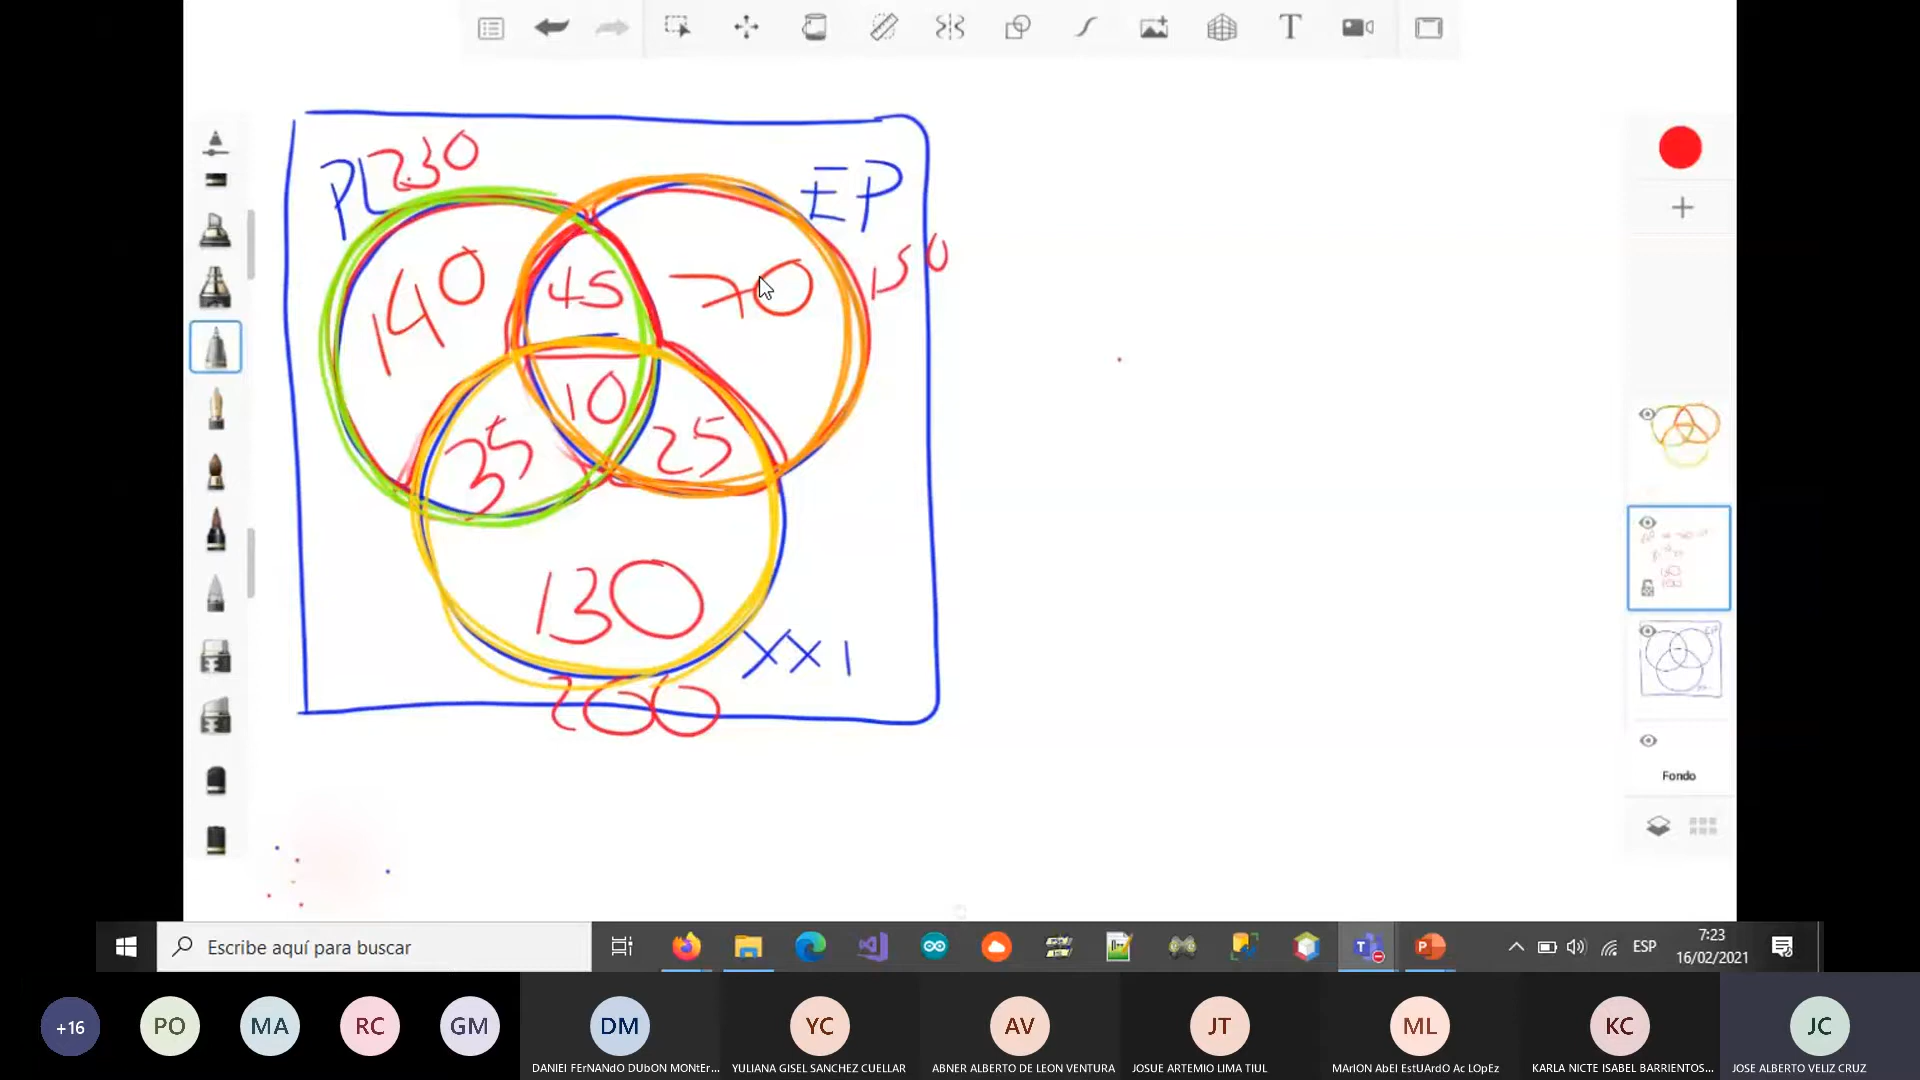 T
PL 230
EP
150
140
45
70
10
35
25
130
XX I
200
Fondo
Escribe aquí para buscar
ESP
7:23
16/02/2021
+16
PO
MA
RC
GM
DM
YC
AV
JT
ML
KC
JC
DANIEl FErNANdO DUbON MONtEr...
YULIANA GISEL SANCHEZ CUELLAR
ABNER ALBERTO DE LEON VENTURA
JOSUE ARTEMIO LIMA TIUL
MArION AbEl EstUArdO Ac LOpEz
KARLA NICTE ISABEL BARRIENTOS...
JOSE ALBERTO VELIZ CRUZ